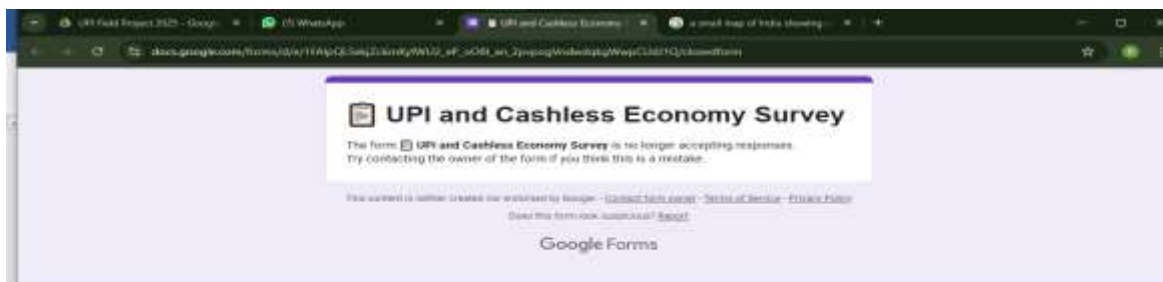 UPI Field Project 2025 - Googl
WhatsApp
UPI and Cashless Economy
a small map of India showing
UPI and Cashless Economy Survey
The form UPI and Cashless Economy Survey is no longer accepting responses.
Try contacting the owner of the form if you think this is a mistake.
This content is neither created nor endorsed by Google. - Contact form owner - Terms of Service - Privacy Policy
Does this form look suspicious? Report
Google Forms